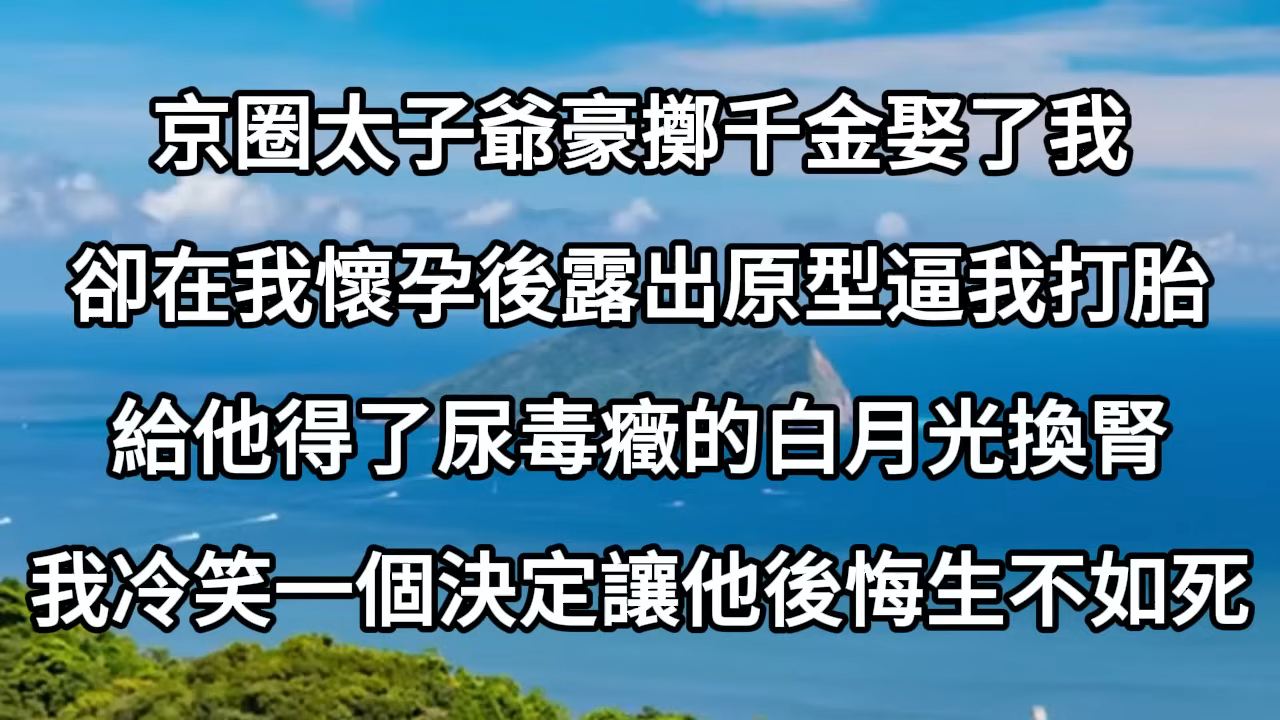 京圈太子爺豪擲千金娶了我
卻在我懷孕後露出原型逼我打胎
給他得了尿毒癥的白月光換腎
我冷笑一個決定讓他後悔生不如死